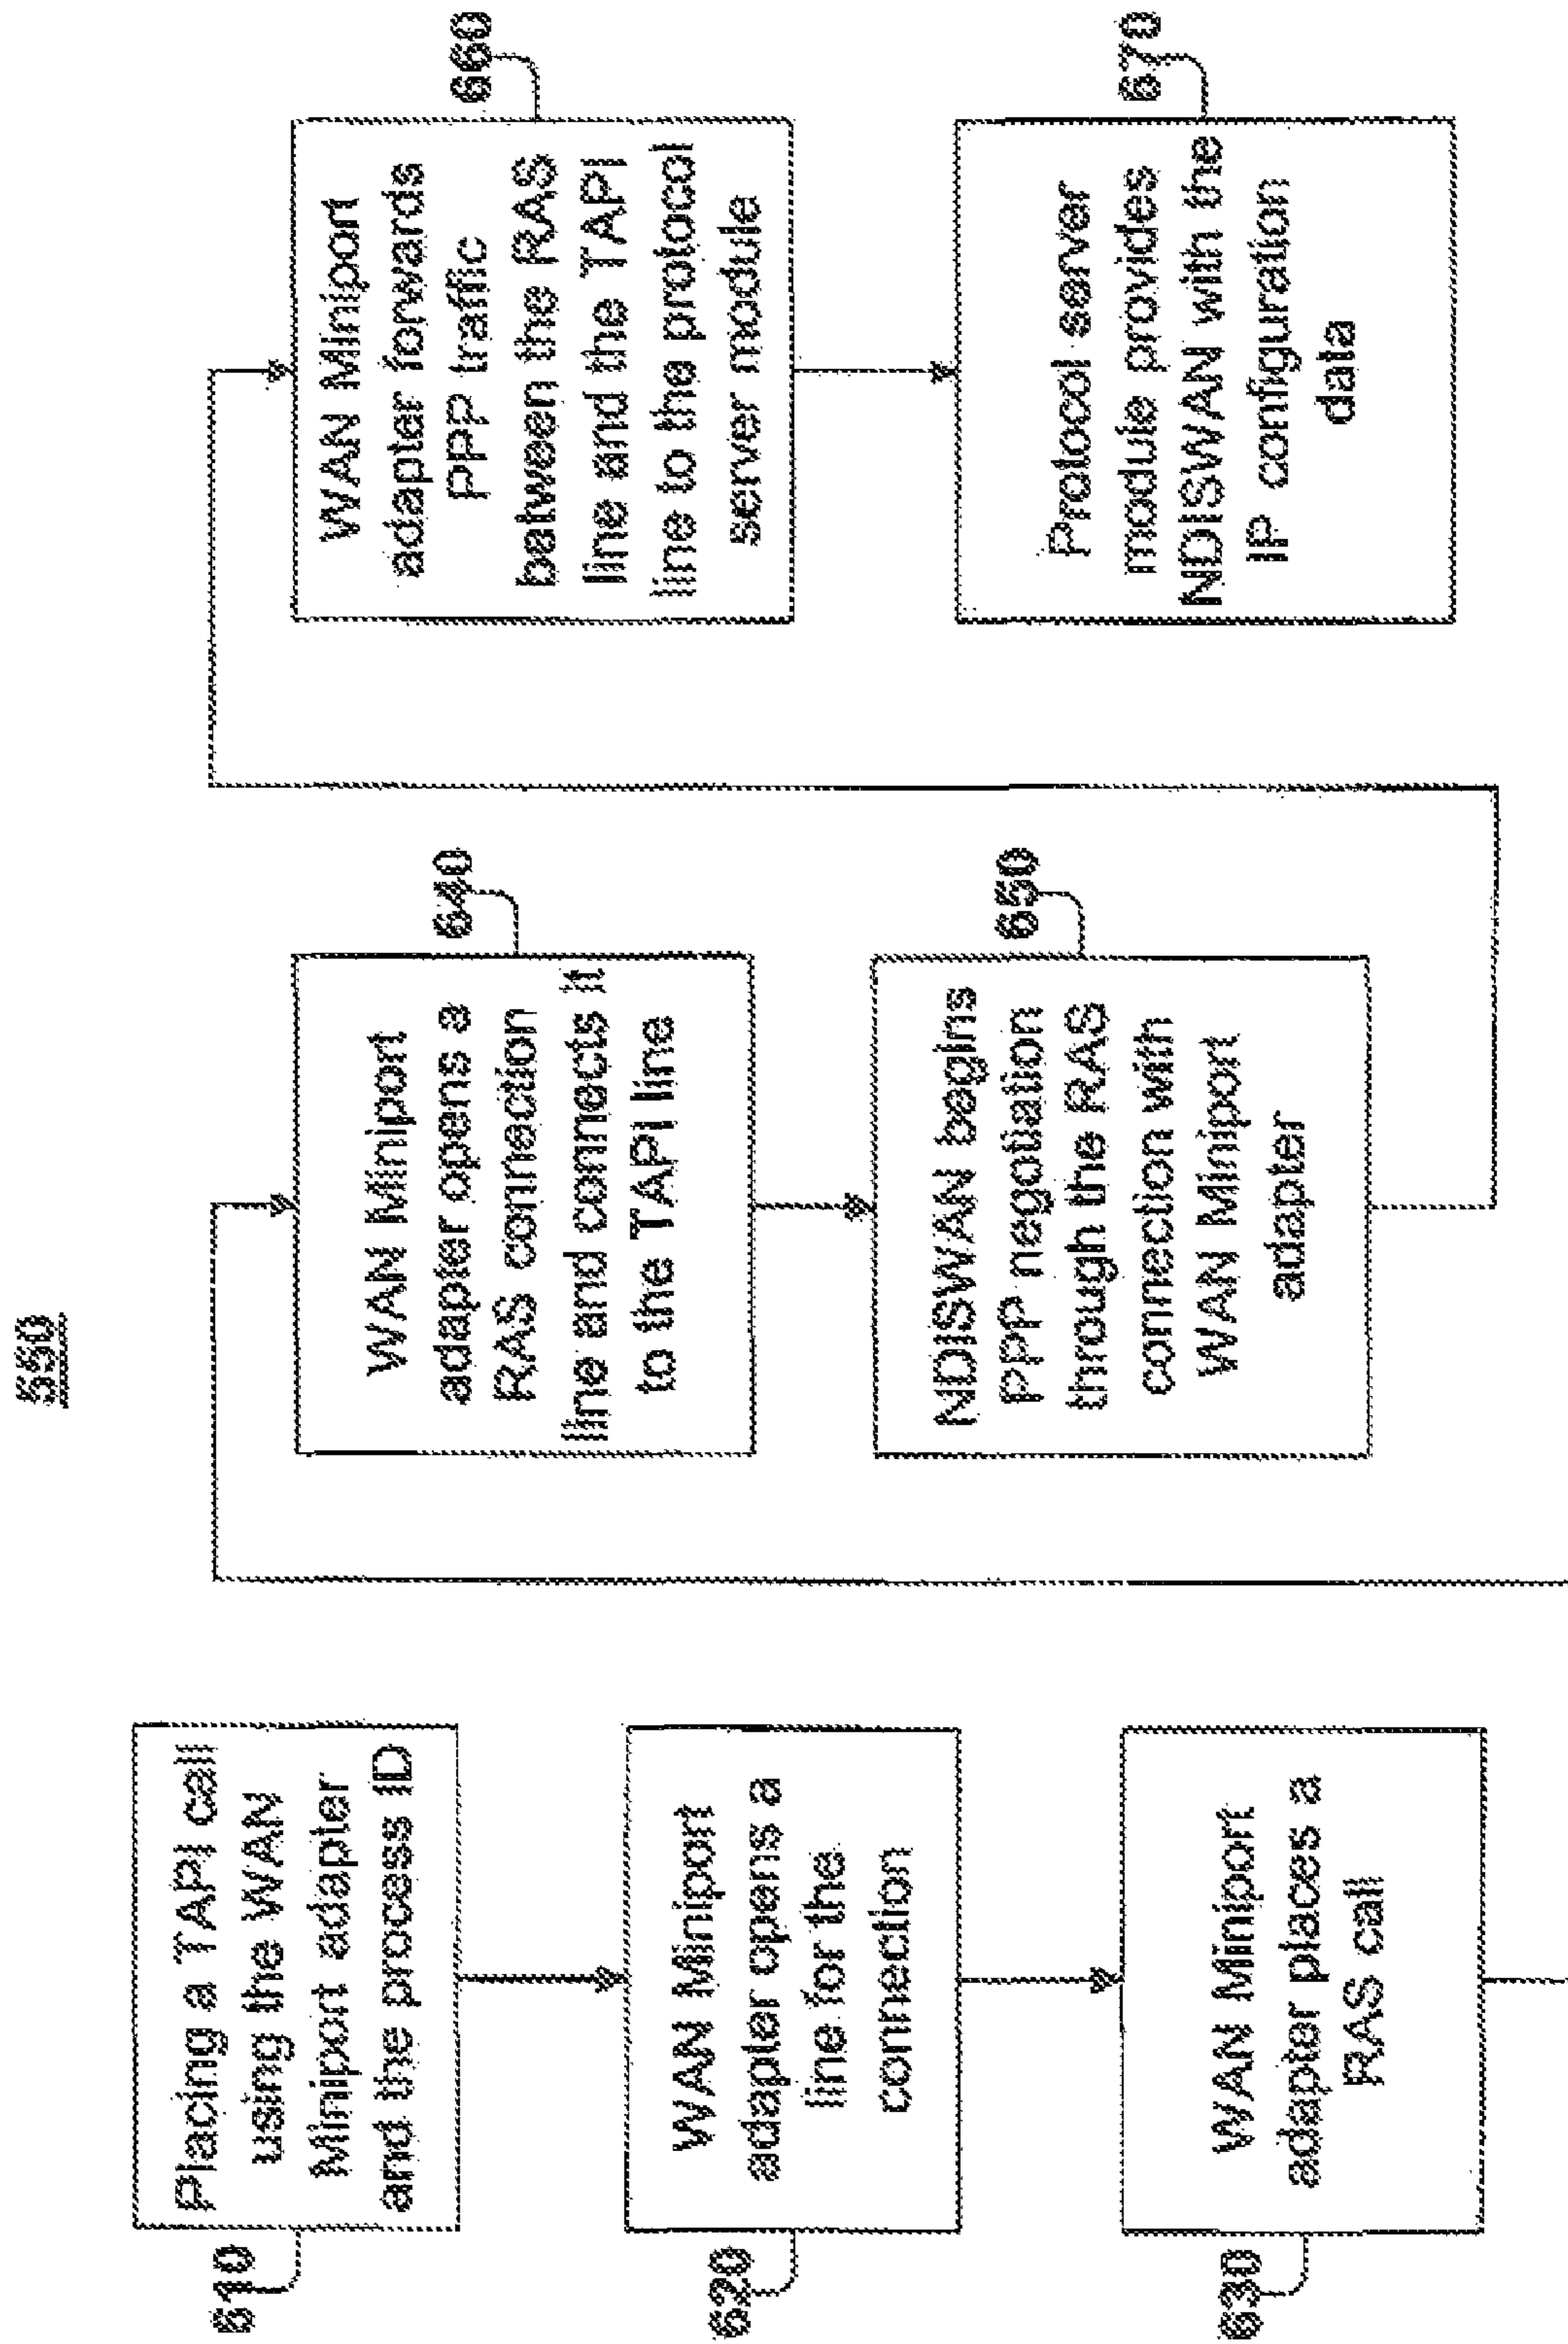 550
Placing a TAPI call
using the WAN
Miniport adapter
and the process ID
610
WAN Miniport
adapter opens a
line for the
connection
620
WAN Miniport
adapter places a
RAS call
630
WAN Miniport
adapter opens a
RAS connection
line and connects it
to the TAPI line
640
NDISWAN begins
PPP negotiation
through the RAS
connection with
WAN Miniport
adapter
650
WAN Miniport
adapter forwards
PPP traffic
between the RAS
line and the TAPI
line to the protocol
server module
660
Protocol server
module provides
NDISWAN with the
IP configuration
data
670